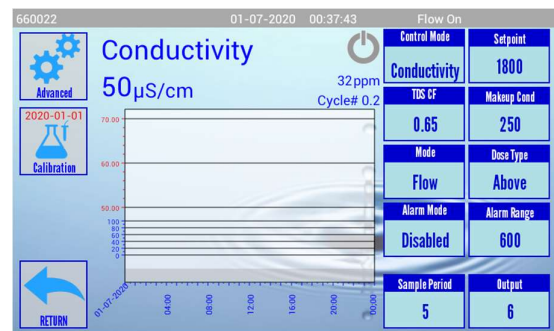 660022 01-07-2020 00:37:43 Flow On
Advanced
2020-01-01
Calibration
RETURN
Conductivity
50µS/cm
32ppm
Cycle# 0.2
70.00
60.00
50.00
100
80
60
40
20
0
01-07-2020 04:00 08:00 12:00 16:00 20:00 00:00
Control Mode Setpoint
Conductivity 1800
TDS CF Makeup Cond
0.65 250
Mode Dose Type
Flow Above
Alarm Mode Alarm Range
Disabled 600
Sample Period Output
5 6